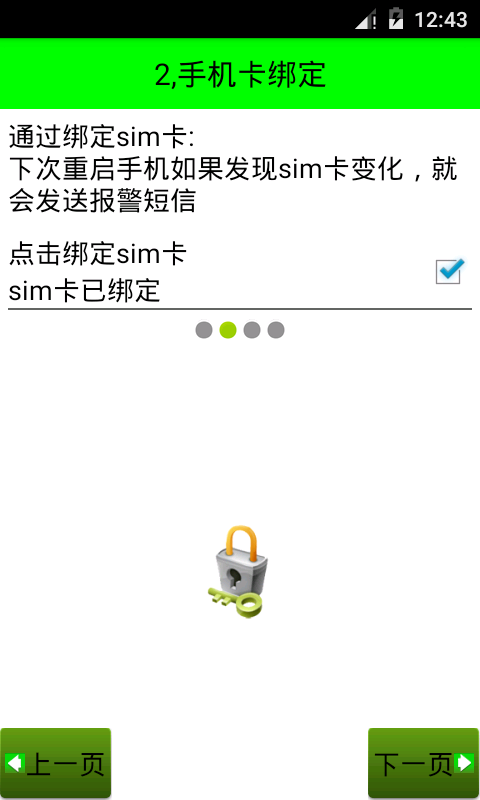 12:43
2,手机卡绑定
通过绑定sim卡:
下次重启手机如果发现sim卡变化，就
会发送报警短信
点击绑定sim卡
sim卡已绑定
上一页
下一页